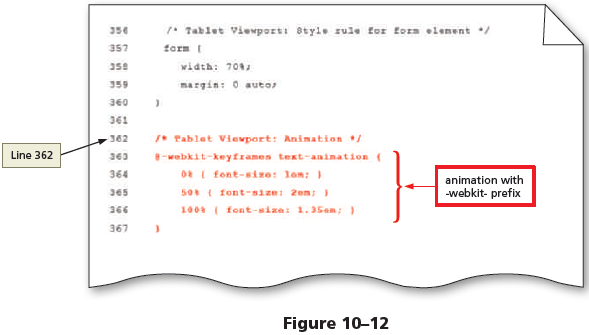 356 /* Tablet Viewport: Style rule for form element */
357 form {
358 width: 70%;
359 margin: 0 auto;
360 }
361
362 /* Tablet Viewport: Animation */
363 @-webkit-keyframes text-animation {
364 0% { font-size: 1em; }
365 50% { font-size: 2em; }
366 100% { font-size: 1.35em; }
367 }
Line 362
animation with
-webkit- prefix
Figure 10–12